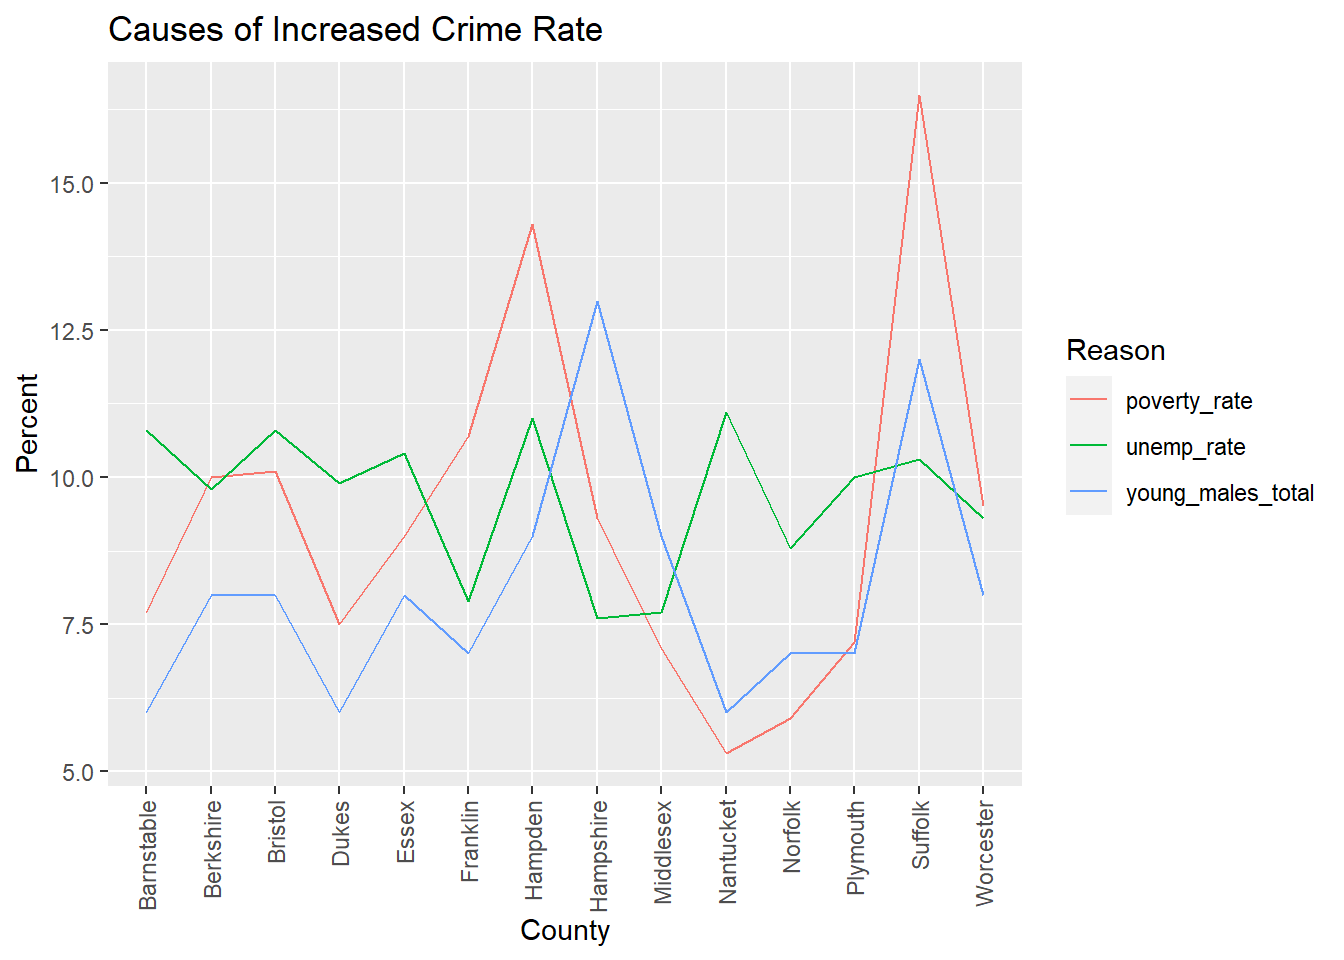 Causes of Increased Crime Rate
Percent
15.0
12.5
10.0
7.5
5.0
Barnstable
Berkshire
Bristol
Dukes
Essex
Franklin
Hampden
Hampshire
Middlesex
Nantucket
Norfolk
Plymouth
Suffolk
Worcester
County
Reason
poverty_rate
unemp_rate
young_males_total